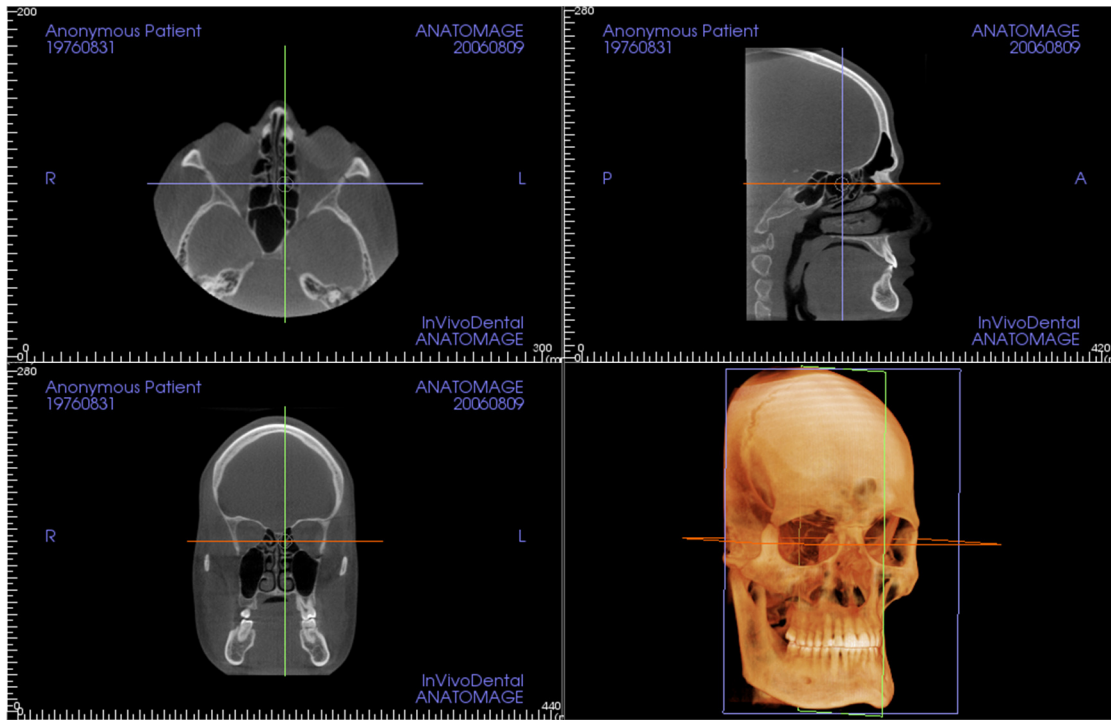 200
Anonymous Patient
19760831
ANATOMAGE
20060809
R
L
InVivoDental
ANATOMAGE
0
300
280
Anonymous Patient
19760831
ANATOMAGE
20060809
P
A
InVivoDental
ANATOMAGE
0
420
280
Anonymous Patient
19760831
ANATOMAGE
20060809
R
L
InVivoDental
ANATOMAGE
0
440